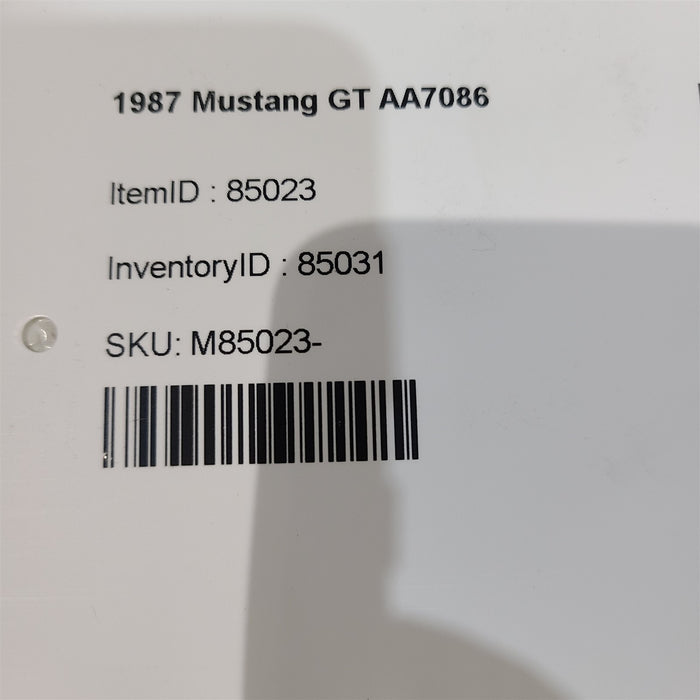 1987 Mustang GT AA7086
ItemID : 85023
InventoryID : 85031
SKU: M85023-